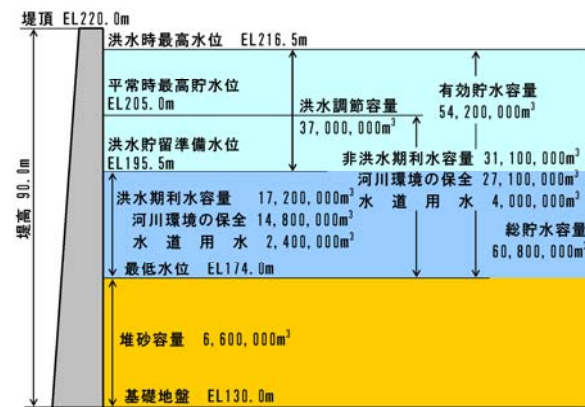 堤頂 EL220.0m
洪水時最高水位 EL216.5m
平常時最高貯水位
EL205.0m
有効貯水容量
54,200,000m³
洪水調節容量
37,000,000m³
洪水貯留準備水位
EL195.5m
非洪水期利水容量 31,100,000m³
河川環境の保全 27,100,000m³
水道用水 4,000,000m³
洪水期利水容量 17,200,000m³
河川環境の保全 14,800,000m³
水道用水 2,400,000m³
総貯水容量
60,800,000m³
最低水位 EL174.0m
堤高 90.0m
堆砂容量 6,600,000m³
基礎地盤 EL130.0m